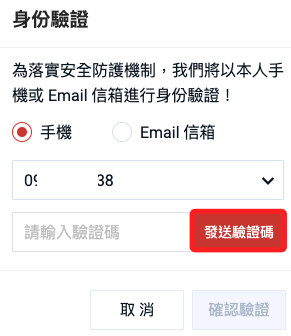 身份驗證
為落實安全防護機制，我們將以本人手
機或 Email 信箱進行身份驗證！
手機
Email 信箱
09 38
請輸入驗證碼
發送驗證碼
取 消
確認驗證